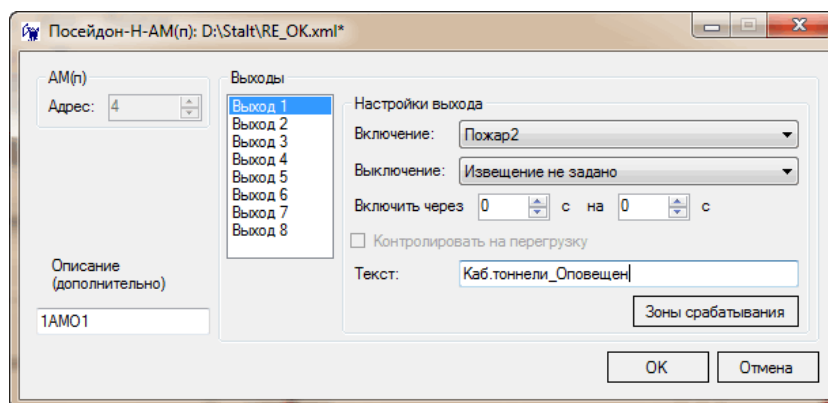 Посейдон-Н-АМ(п): D:\Stalt\RE_OK.xml*
АМ(п)
Адрес: 4
Описание
(дополнительно)
1АМО1
Выходы
Выход 1
Выход 2
Выход 3
Выход 4
Выход 5
Выход 6
Выход 7
Выход 8
Настройки выхода
Включение: Пожар2
Выключение: Извещение не задано
Включить через 0 с на 0 с
Контролировать на перегрузку
Текст: Каб.тоннели_Оповещен
Зоны срабатывания
OK Отмена